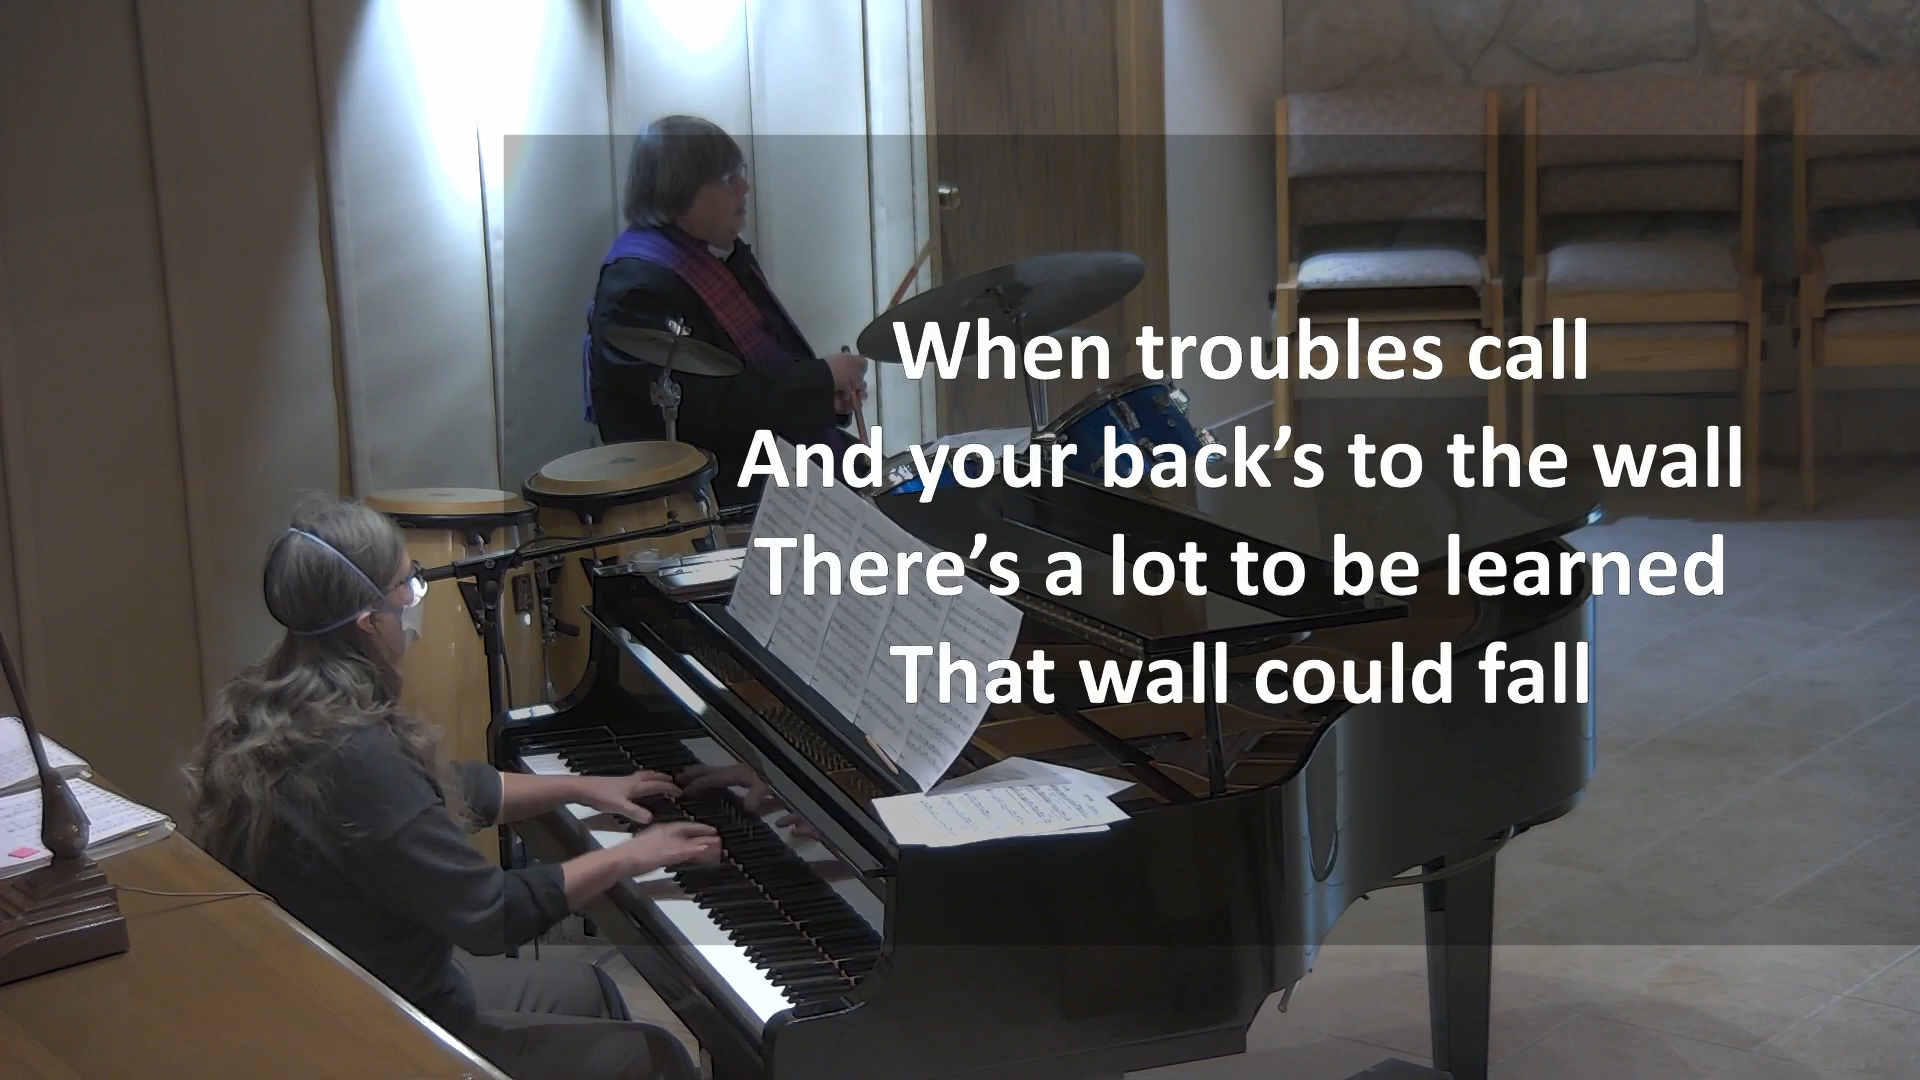 When troubles call
And your back’s to the wall
There’s a lot to be learned
That wall could fall